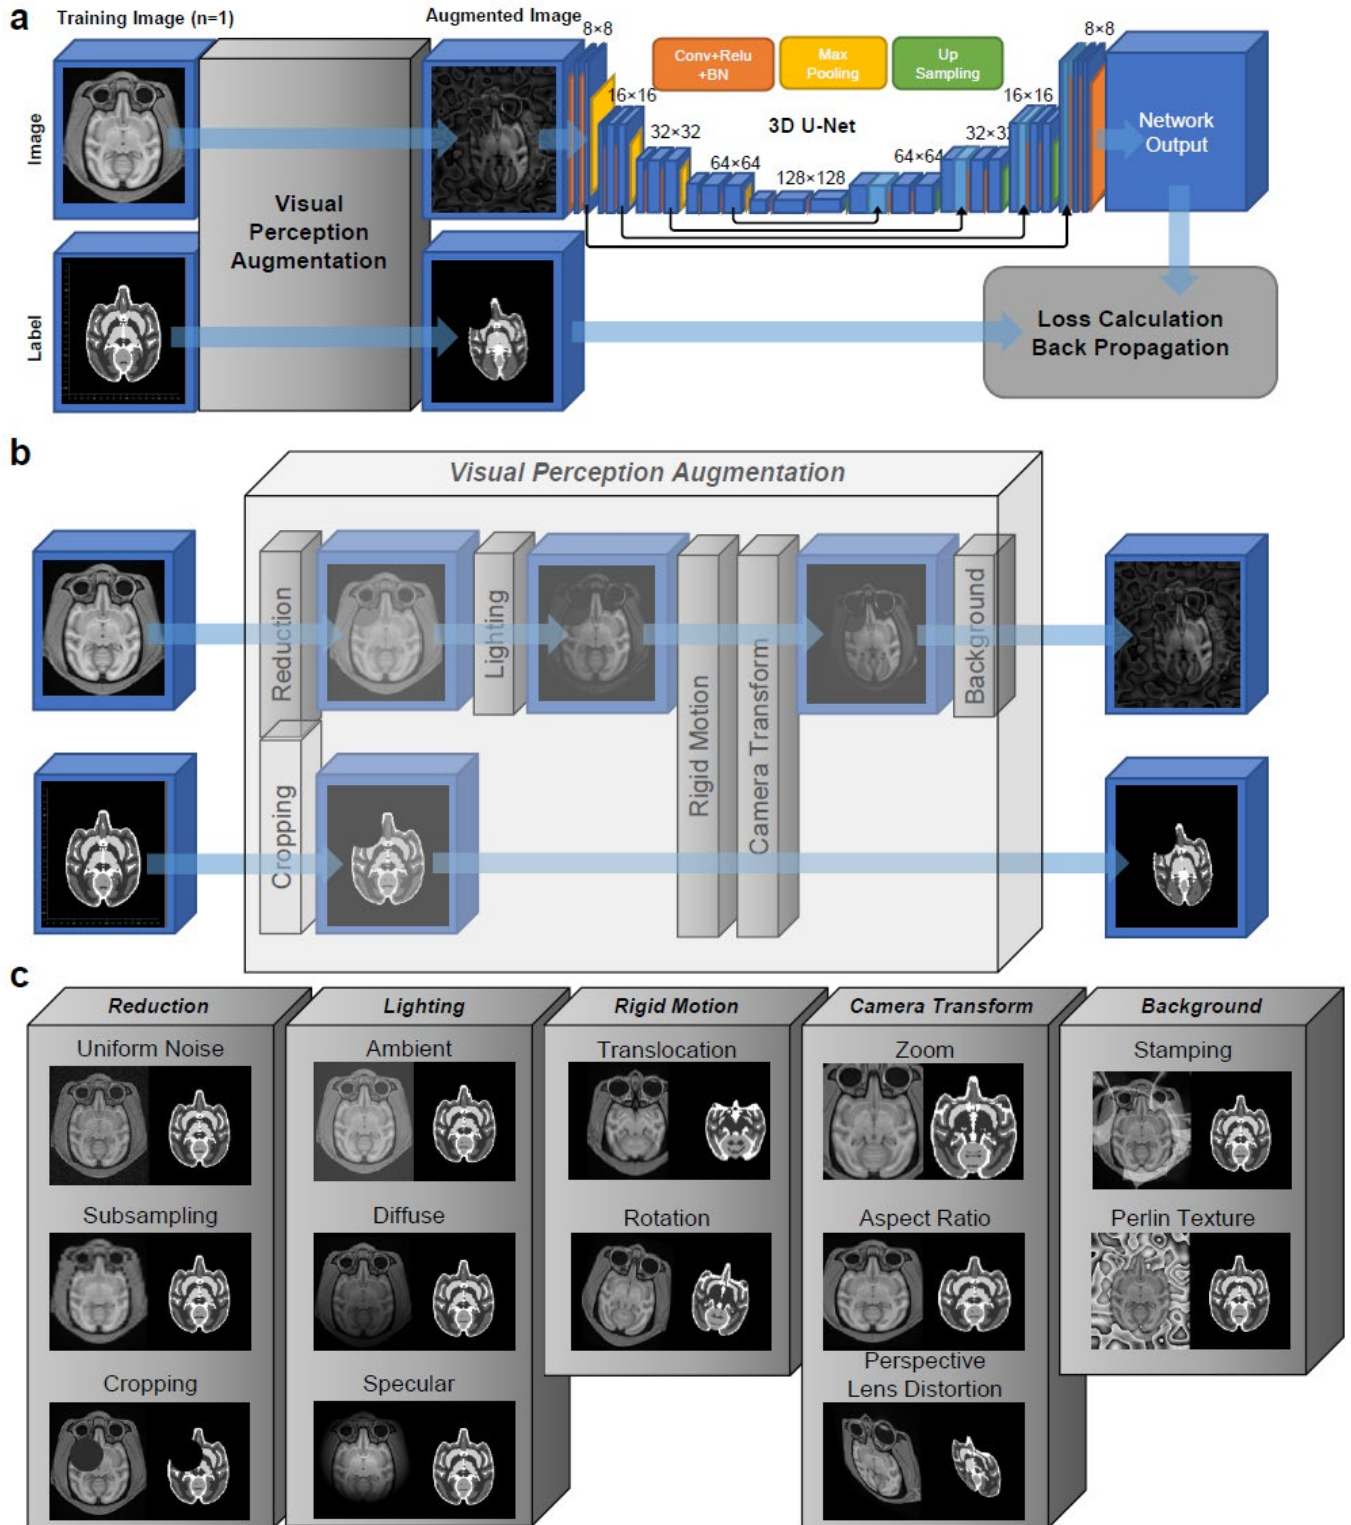 a
Training Image (n=1)
Augmented Image
8×8
8×8
Conv+Relu
+BN
Max
Pooling
Up
Sampling
16×16
16×16
3D U-Net
32×32
32×32
64×64
64×64
128×128
Network
Output
Image
Visual
Perception
Augmentation
Label
Loss Calculation
Back Propagation
b
Visual Perception Augmentation
Reduction
Lighting
Rigid Motion
Camera Transform
Background
Cropping
c
Reduction
Lighting
Rigid Motion
Camera Transform
Background
Uniform Noise
Ambient
Translocation
Zoom
Stamping
Subsampling
Diffuse
Rotation
Aspect Ratio
Perlin Texture
Cropping
Specular
Perspective
Lens Distortion